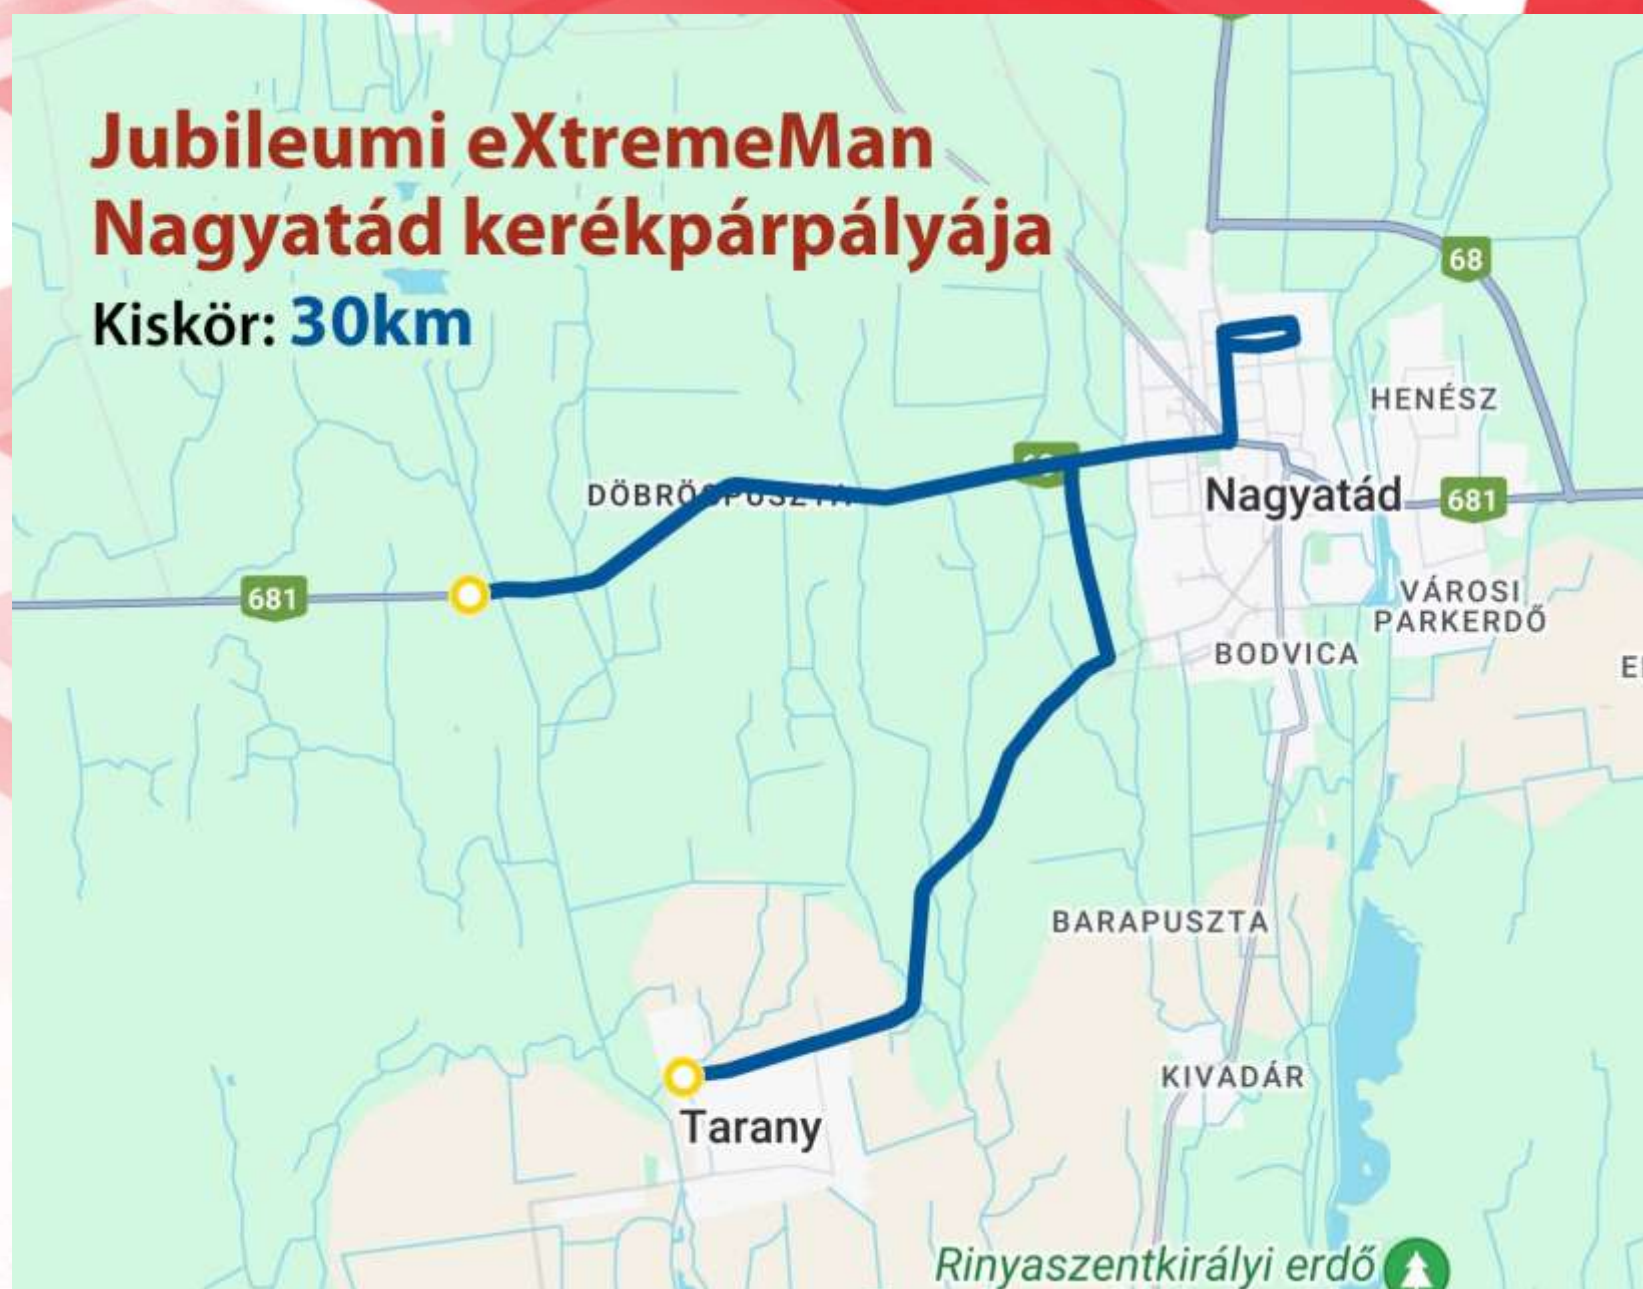 Jubileumi eXtremeMan
Nagyatád kerékpárpályája
Kiskör: 30km
68
HENÉSZ
DÖBRÖSPUSZTA
Nagyatád
681
681
VÁROSI
PARKERDŐ
BODVICA
BARAPUSZTA
KIVADÁR
Tarany
Rinyaszentkirályi erdő